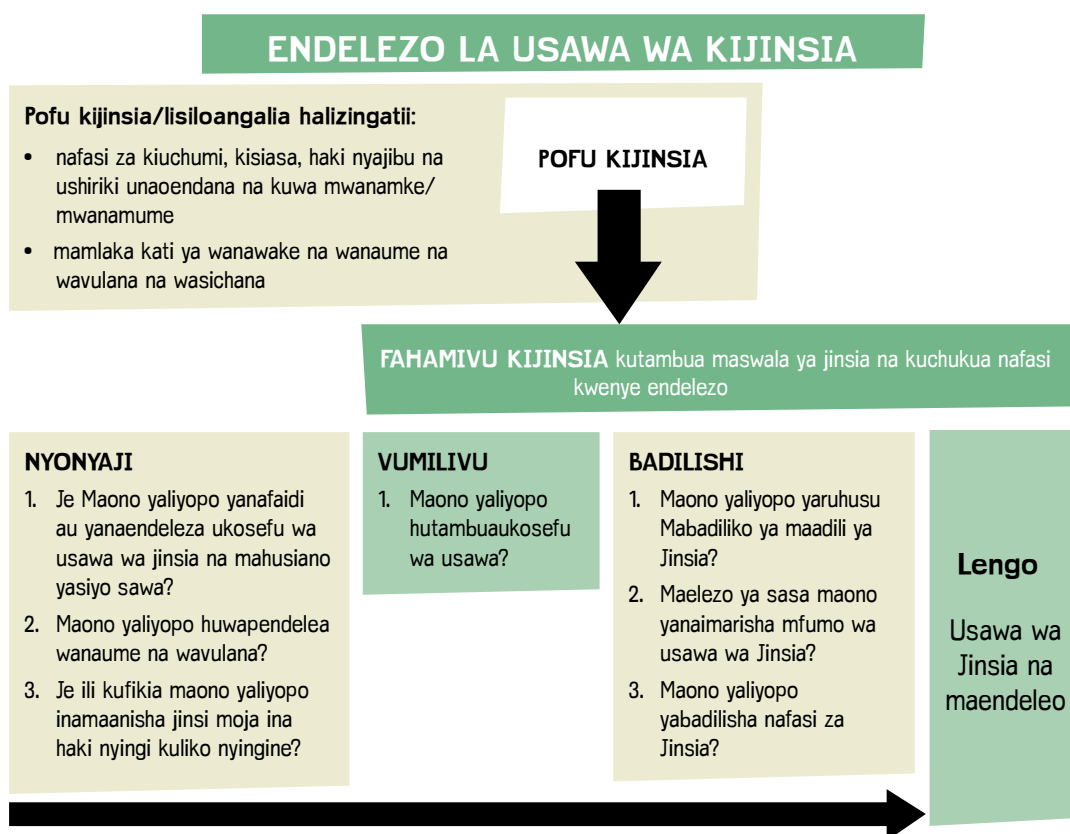 ENDELEZO LA USAWA WA KIJINSIA
Pofu kijinsia/lisiloangalia halizingatii:
• nafasi za kiuchumi, kisiasa, haki nyajibu na
ushiriki unaoendana na kuwa mwanamke/
mwanamume
• mamlaka kati ya wanawake na wanaume na
wavulana na wasichana
POFU KIJINSIA
FAHAMIVU KIJINSIA kutambua maswala ya jinsia na kuchukua nafasi
kwenye endelezo
NYONYAJI
1. Je Maono yaliyopo yanafaidi
au yanaendeleza ukosefu wa
usawa wa jinsia na mahusiano
yasiyo sawa?
2. Maono yaliyopo huwapendelea
wanaume na wavulana?
3. Je ili kufikia maono yaliyopo
inamaanisha jinsi moja ina
haki nyingi kuliko nyingine?
VUMILIVU
1. Maono yaliyopo
hutambuaukosefu
wa usawa?
BADILISHI
1. Maono yaliyopo yaruhusu
Mabadiliko ya maadili ya
Jinsia?
2. Maelezo ya sasa maono
yanaimarisha mfumo wa
usawa wa Jinsia?
3. Maono yaliyopo
yabadilisha nafasi za
Jinsia?
Lengo
Usawa wa
Jinsia na
maendeleo